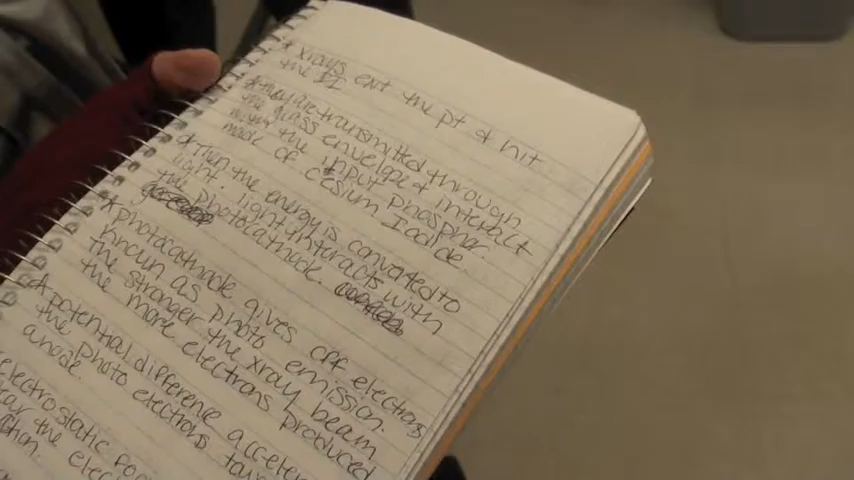 * xrays exit the pt & hit
the II
* they are transmitted through
the glass envelope & interact
with the input phosphor
made of cesium Iodide
* Then the energy is converted to
light. light interacts with
the photocathode.
* photocathode gives off electrons
known as photo emission.
the stronger the xray beam
the more electrons produced
* A potential difference
the photo electrons
anode
electrostatic
the